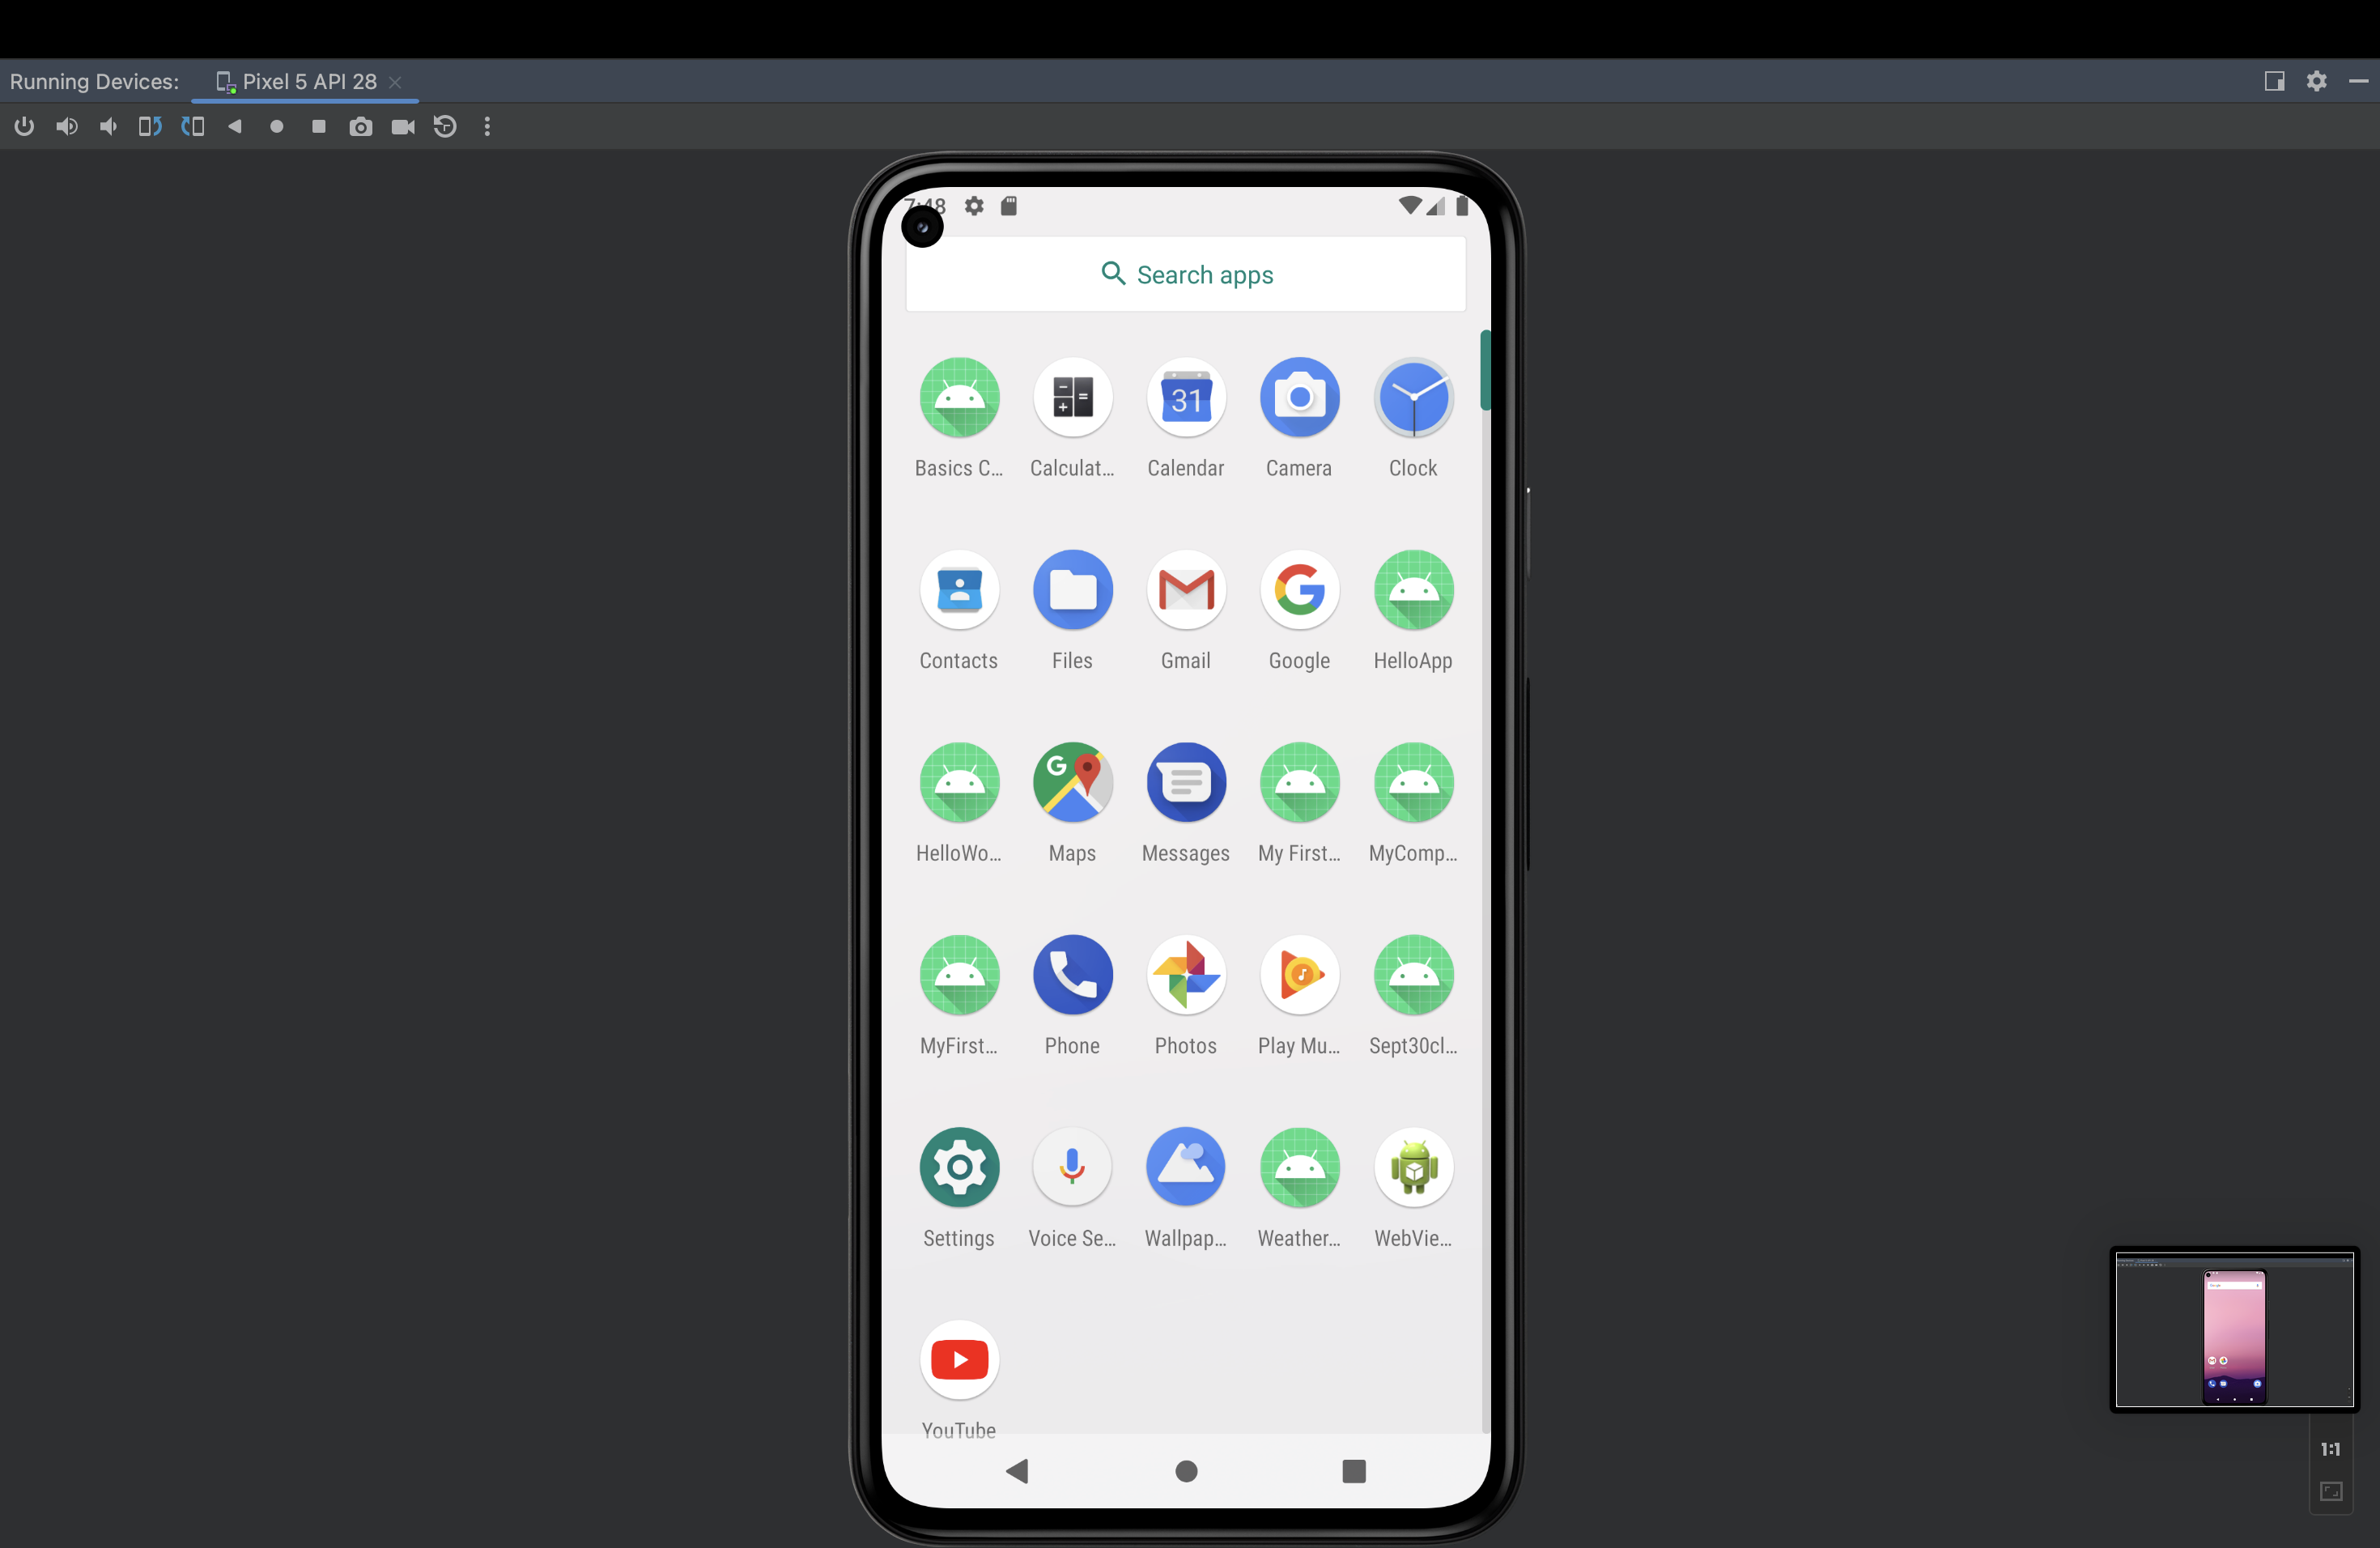 Running Devices: Pixel 5 API 28
7:48
Search apps
31
Basics C... Calculat... Calendar Camera Clock
Contacts Files Gmail Google HelloApp
HelloWo... Maps Messages My First... MyComp...
MyFirst... Phone Photos Play Mu... Sept30cl...
Settings Voice Se... Wallpap... Weather... WebVie...
YouTube
1:1